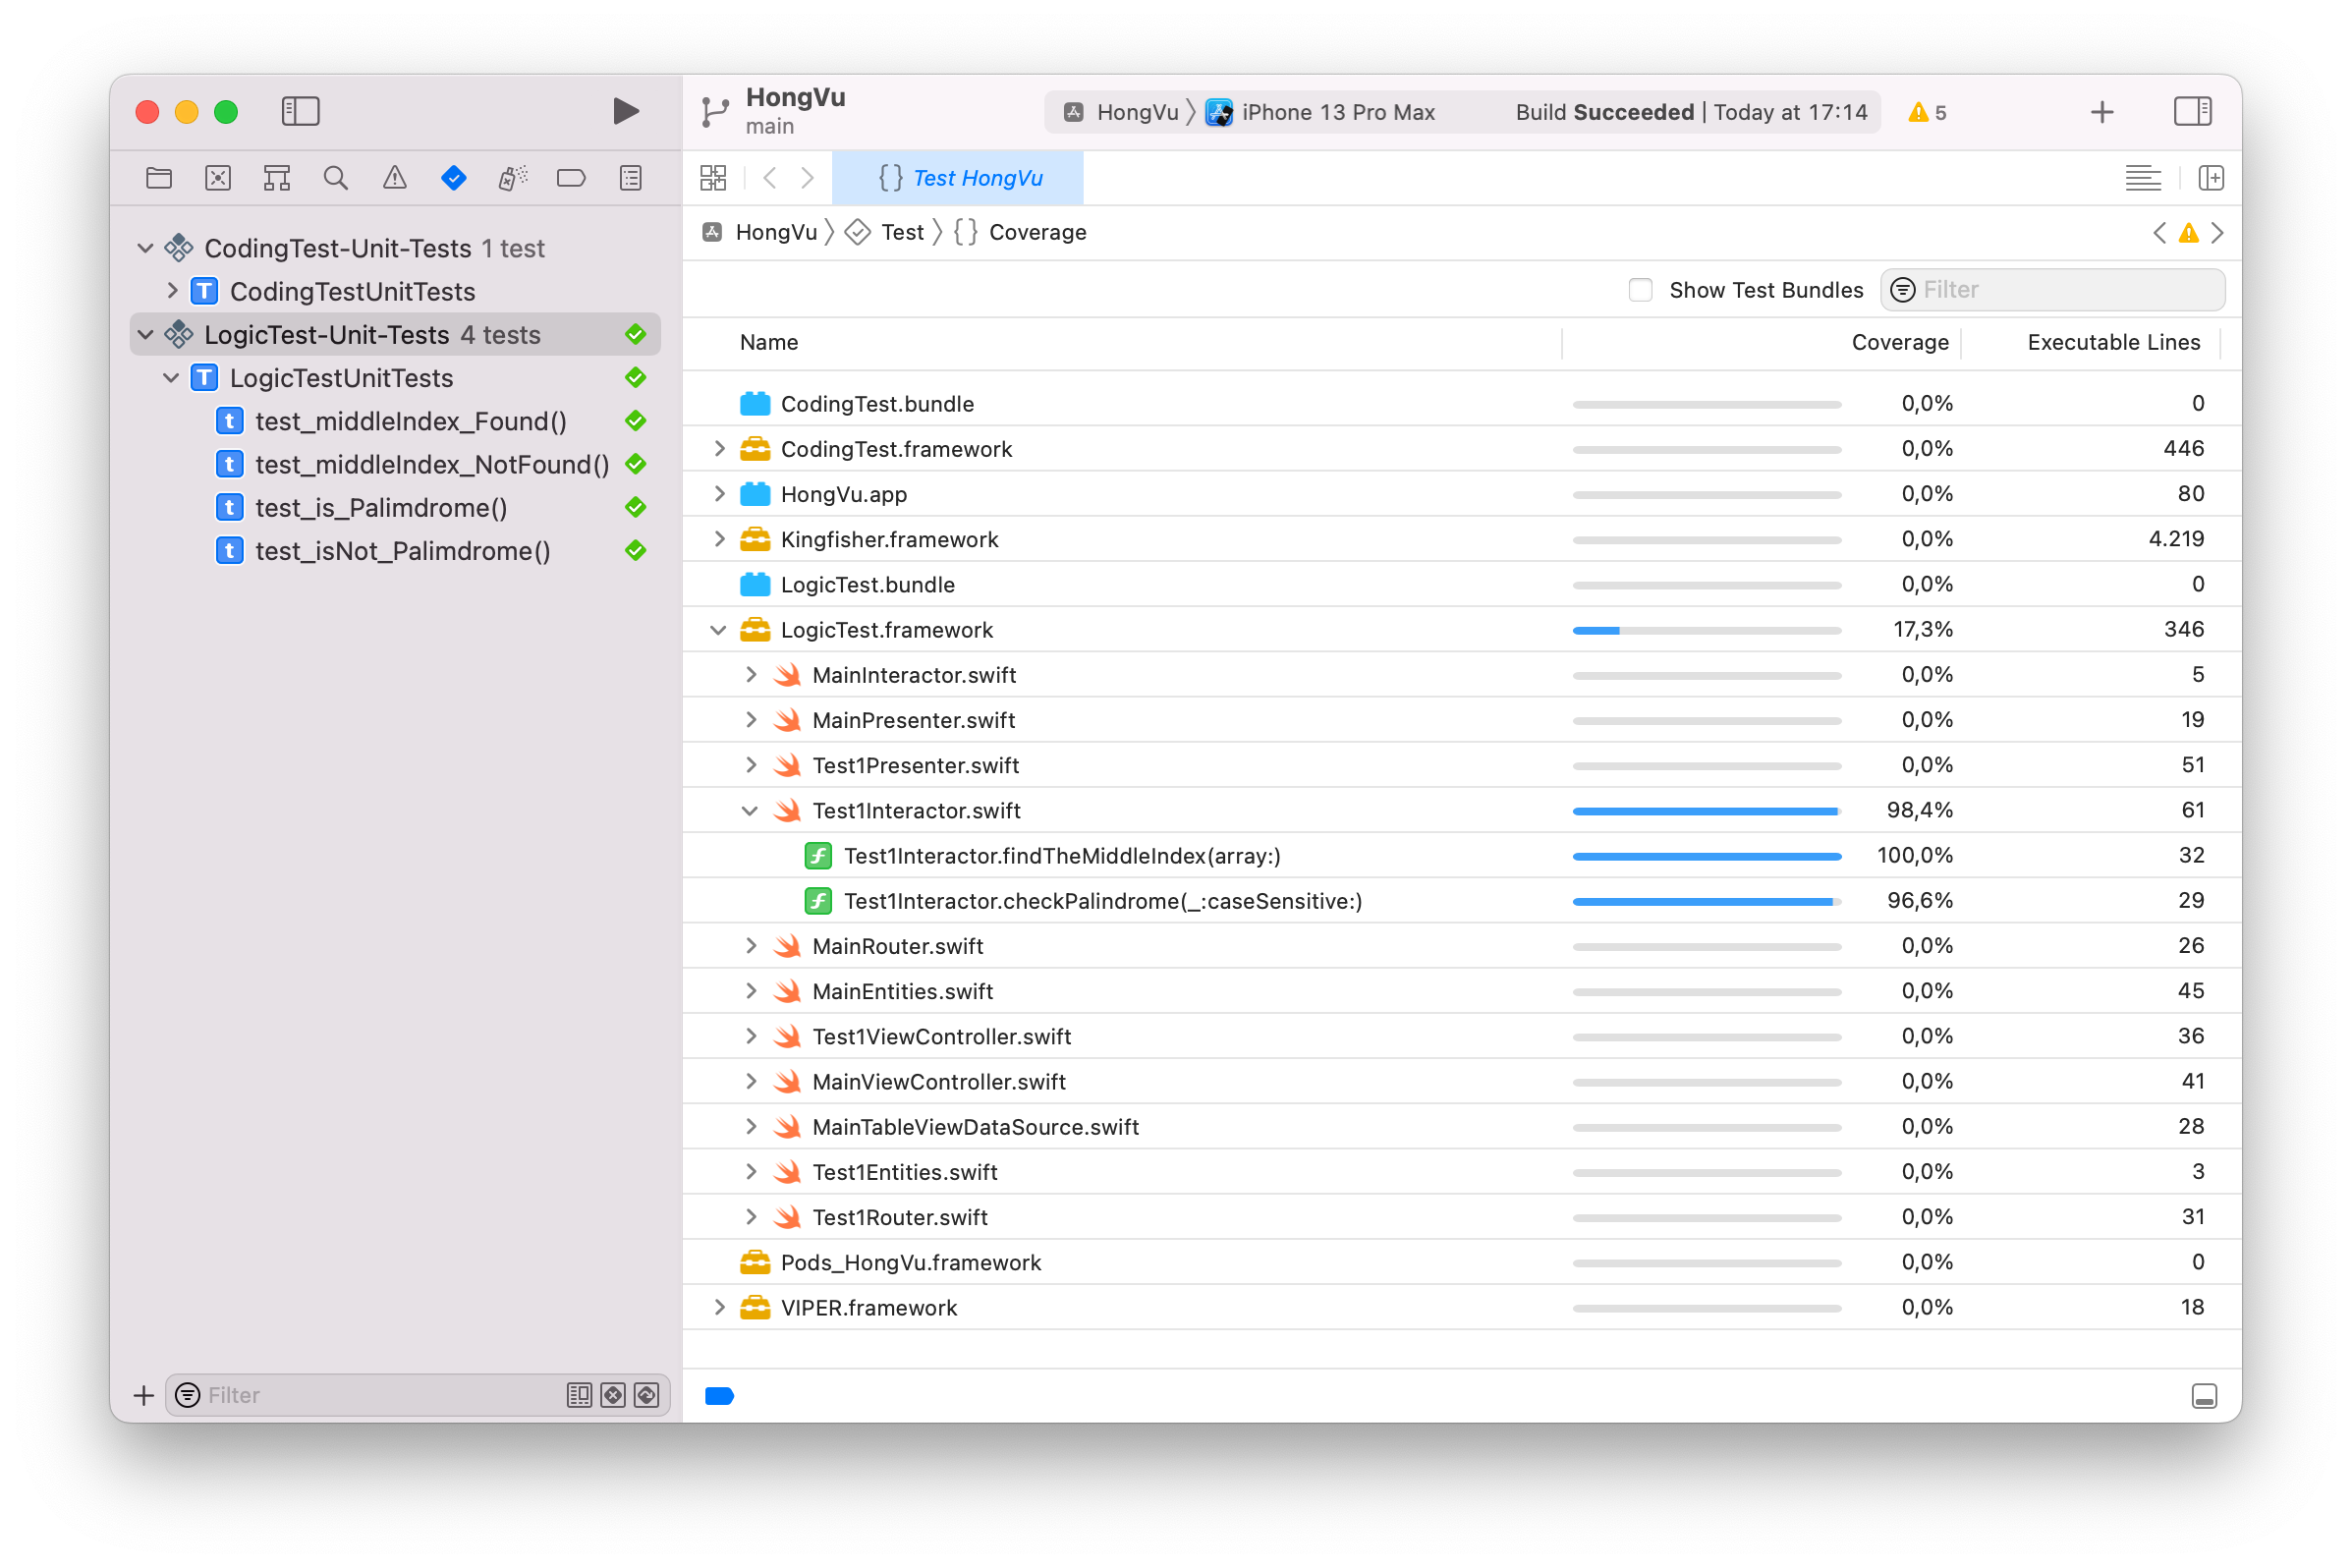 HongVu
main
HongVu iPhone 13 Pro Max Build Succeeded | Today at 17:14 5
{} Test HongVu
HongVu Test {} Coverage
CodingTest-Unit-Tests 1 test
T CodingTestUnitTests
LogicTest-Unit-Tests 4 tests
T LogicTestUnitTests
t test_middleIndex_Found()
t test_middleIndex_NotFound()
t test_is_Palimdrome()
t test_isNot_Palimdrome()
Filter
Show Test Bundles Filter
Name Coverage Executable Lines
CodingTest.bundle 0,0% 0
CodingTest.framework 0,0% 446
HongVu.app 0,0% 80
Kingfisher.framework 0,0% 4.219
LogicTest.bundle 0,0% 0
LogicTest.framework 17,3% 346
MainInteractor.swift 0,0% 5
MainPresenter.swift 0,0% 19
Test1Presenter.swift 0,0% 51
Test1Interactor.swift 98,4% 61
f Test1Interactor.findTheMiddleIndex(array:) 100,0% 32
f Test1Interactor.checkPalindrome(_:caseSensitive:) 96,6% 29
MainRouter.swift 0,0% 26
MainEntities.swift 0,0% 45
Test1ViewController.swift 0,0% 36
MainViewController.swift 0,0% 41
MainTableViewDataSource.swift 0,0% 28
Test1Entities.swift 0,0% 3
Test1Router.swift 0,0% 31
Pods_HongVu.framework 0,0% 0
VIPER.framework 0,0% 18